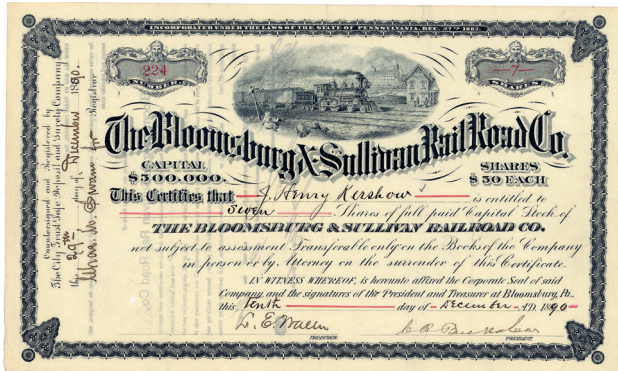 INCORPORATED UNDER THE LAWS OF THE STATE OF PENNSYLVANIA, DEC.
224
NUMBER
7
SHARES
The Bloomsburg & Sullivan Rail Road Co.
CAPITAL
$500.000.
SHARES
$50 EACH
This Certifies that J. Henry Kershow is entitled to
Seven Shares of full paid Capital Stock of
THE BLOOMSBURG & SULLIVAN RAILROAD CO.
not subject to assessment. Transferable only on the Books of the Company
in person or by Attorney on the surrender of this Certificate.
IN WITNESS WHEREOF, is hereunto affixed the Corporate Seal of said
Company, and the signatures of the President and Treasurer at Bloomsburg, Pa.
this tenth day of December A.D. 1890
TREASURER
PRESIDENT
Countersigned and Registered by
The City Trust Safe Deposit and Surety Company
this 29th day of December 1890.
Registrar